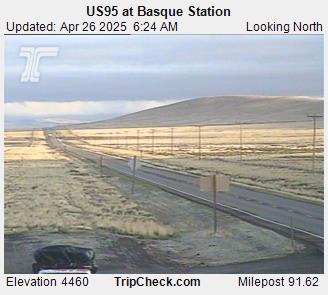 US95 at Basque Station
Updated: Apr 26 2025 6:24 AM Looking North
Elevation 4460 TripCheck.com Milepost 91.62